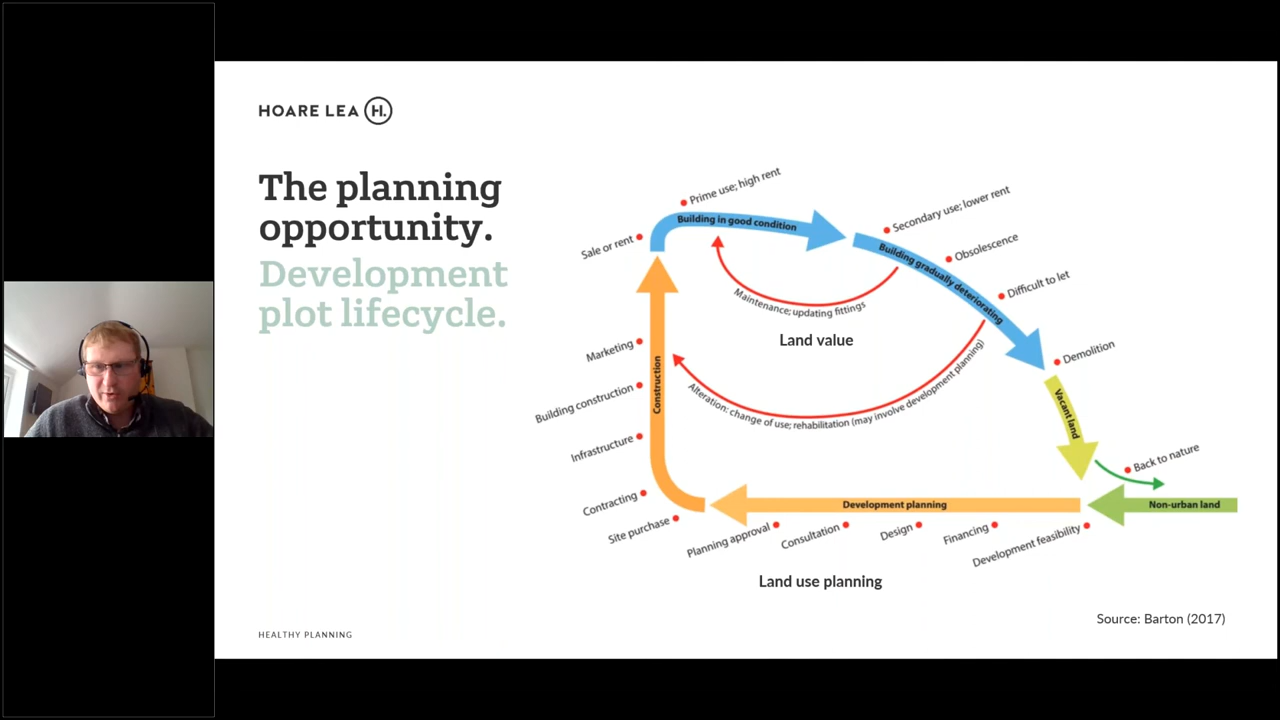 HOARE LEA H.
The planning
opportunity.
Development
plot lifecycle.
Prime use; high rent
Building in good condition
Sale or rent
Secondary use; lower rent
Building gradually deteriorating
Obsolescence
Difficult to let
Maintenance; updating fittings
Land value
Demolition
Marketing
Alteration: change of use; rehabilitation (may involve development planning)
Construction
Building construction
Vacant land
Infrastructure
Back to nature
Contracting
Non-urban land
Development planning
Site purchase
Planning approval
Consultation
Design
Financing
Development feasibility
Land use planning
Source: Barton (2017)
HEALTHY PLANNING